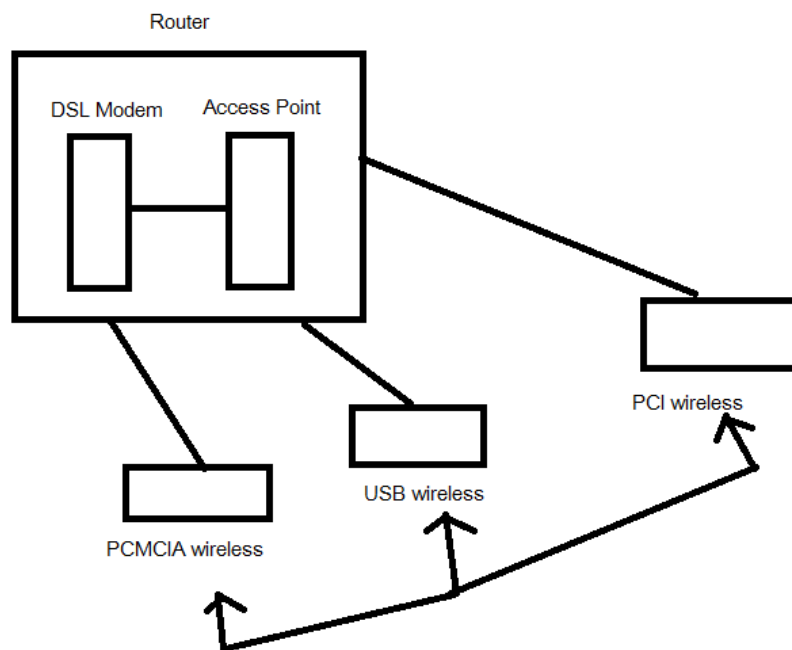 Router
DSL Modem
Access Point
PCI wireless
USB wireless
PCMCIA wireless